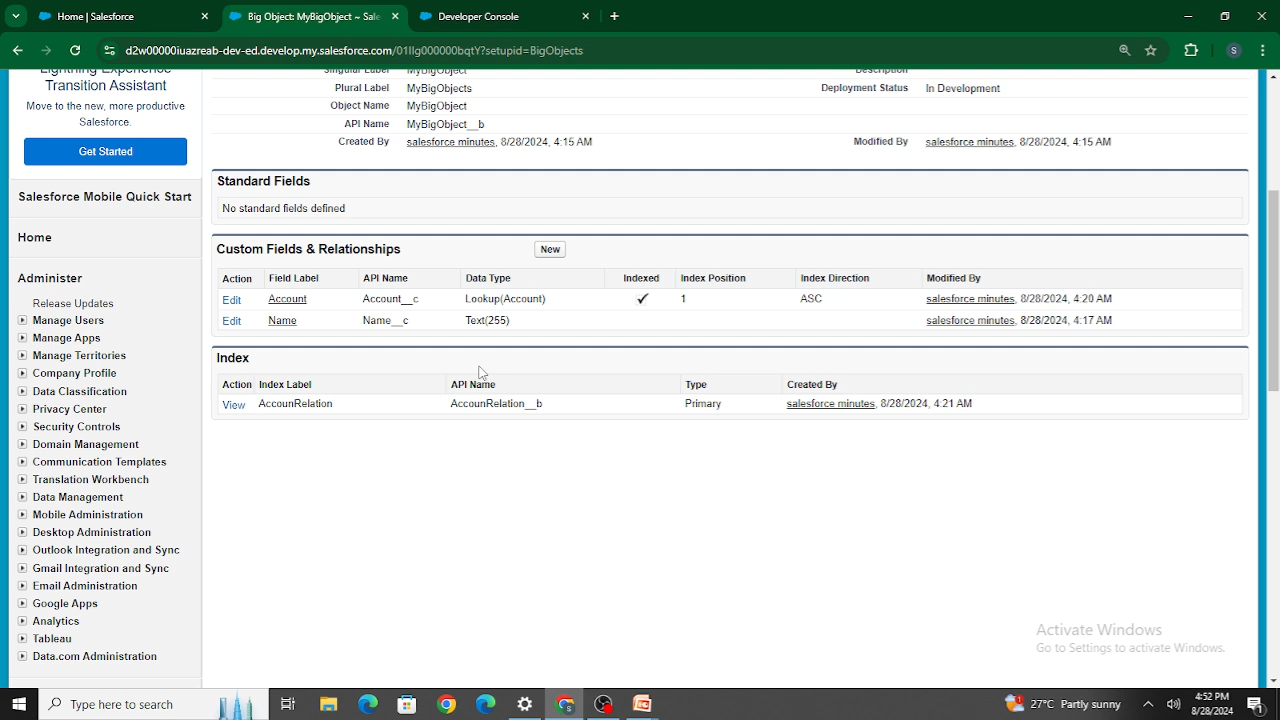 Home | Salesforce
Big Object: MyBigObject ~ Sale
Developer Console
d2w00000iuazreab-dev-ed.develop.my.salesforce.com/01Ilg000000bqtY?setupid=BigObjects
S
Lightning Experience
Transition Assistant
Move to the new, more productive
Salesforce.
Get Started
Salesforce Mobile Quick Start
Home
Administer
Release Updates
Manage Users
Manage Apps
Manage Territories
Company Profile
Data Classification
Privacy Center
Security Controls
Domain Management
Communication Templates
Translation Workbench
Data Management
Mobile Administration
Desktop Administration
Outlook Integration and Sync
Gmail Integration and Sync
Email Administration
Google Apps
Analytics
Tableau
Data.com Administration
Singular Label MyBigObject Description
Plural Label MyBigObjects Deployment Status In Development
Object Name MyBigObject
API Name MyBigObject__b
Created By salesforce minutes, 8/28/2024, 4:15 AM Modified By salesforce minutes, 8/28/2024, 4:15 AM
Standard Fields
No standard fields defined
Custom Fields & Relationships New
Action Field Label API Name Data Type Indexed Index Position Index Direction Modified By
Edit Account Account__c Lookup(Account) ✓ 1 ASC salesforce minutes, 8/28/2024, 4:20 AM
Edit Name Name__c Text(255) salesforce minutes, 8/28/2024, 4:17 AM
Index
Action Index Label API Name Type Created By
View AccounRelation AccounRelation__b Primary salesforce minutes, 8/28/2024, 4:21 AM
Activate Windows
Go to Settings to activate Windows.
Type here to search
27°C Partly sunny
4:52 PM
8/28/2024
1